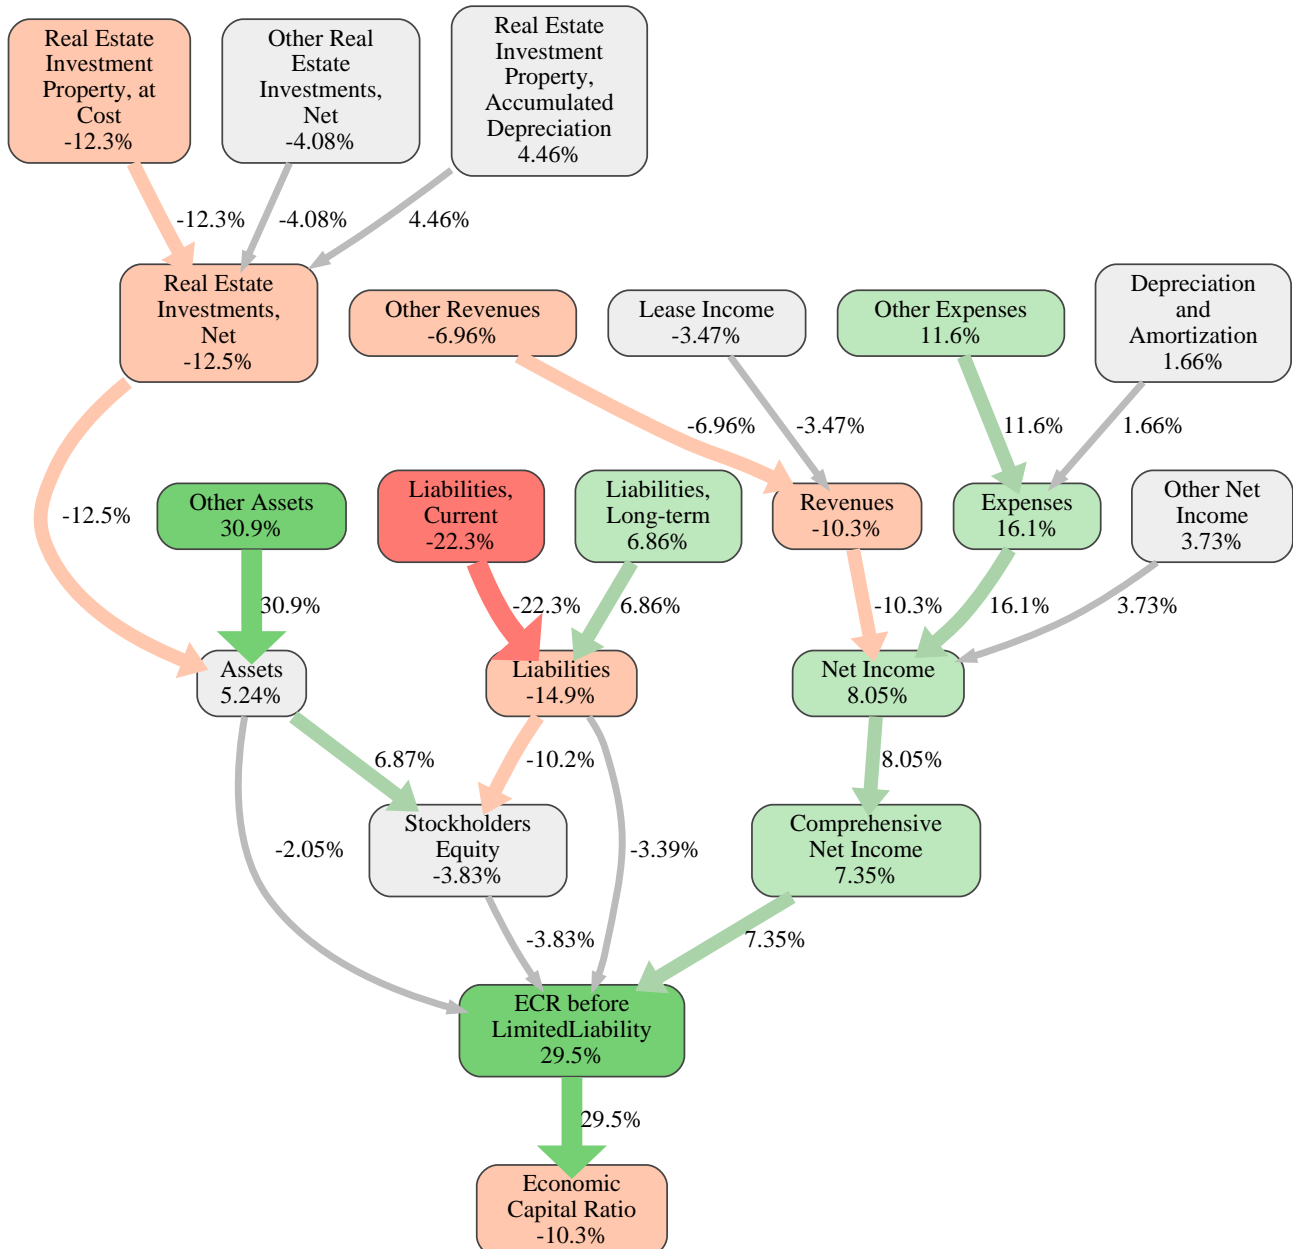 Real Estate
Investment
Property, at
Cost
-12.3%
Other Real
Estate
Investments,
Net
-4.08%
Real Estate
Investment
Property,
Accumulated
Depreciation
4.46%
-12.3%
-4.08%
4.46%
Real Estate
Investments,
Net
-12.5%
Other Revenues
-6.96%
Lease Income
-3.47%
Other Expenses
11.6%
Depreciation
and
Amortization
1.66%
-6.96%
-3.47%
11.6%
1.66%
-12.5%
Other Assets
30.9%
Liabilities,
Current
-22.3%
Liabilities,
Long-term
6.86%
Revenues
-10.3%
Expenses
16.1%
Other Net
Income
3.73%
30.9%
-22.3%
6.86%
-10.3%
16.1%
3.73%
Assets
5.24%
Liabilities
-14.9%
Net Income
8.05%
6.87%
-10.2%
8.05%
-2.05%
Stockholders
Equity
-3.83%
-3.39%
Comprehensive
Net Income
7.35%
-3.83%
7.35%
ECR before
LimitedLiability
29.5%
29.5%
Economic
Capital Ratio
-10.3%